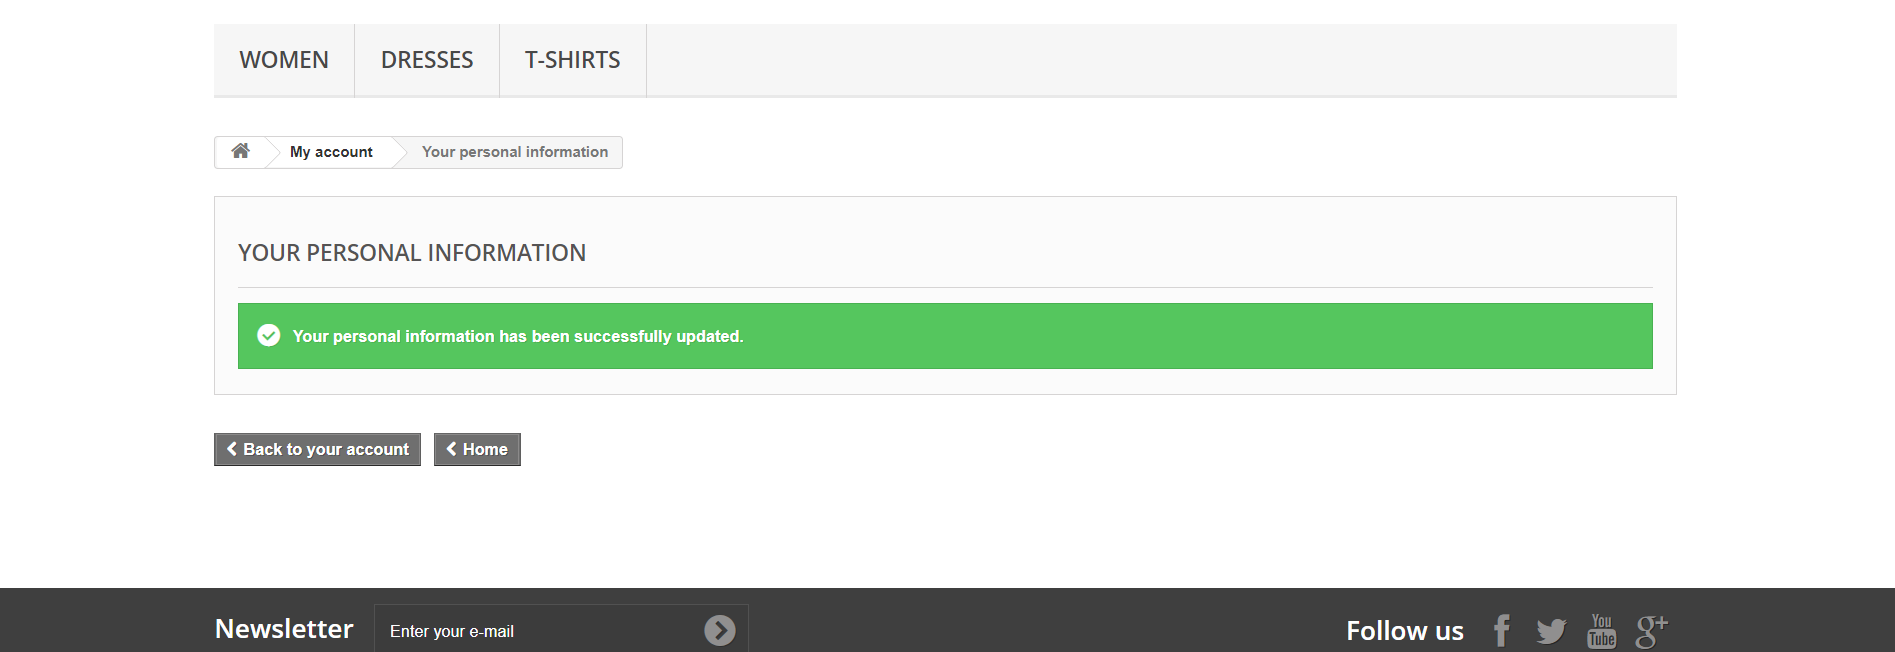 WOMEN DRESSES T-SHIRTS
My account Your personal information
YOUR PERSONAL INFORMATION
Your personal information has been successfully updated.
Back to your account Home
Newsletter Enter your e-mail Follow us f You Tube g+